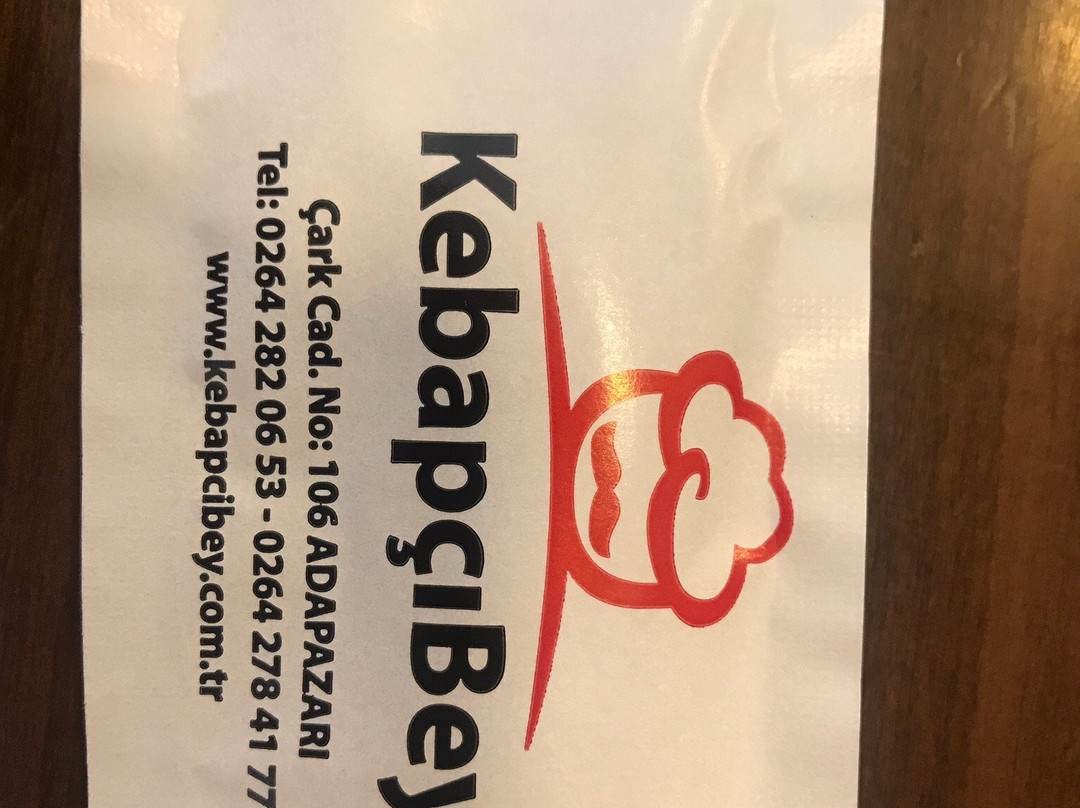 KebapçıBey
Çark Cad. No: 106 ADAPAZARI
Tel: 0264 282 06 53 - 0264 278 41 77
www.kebapcibey.com.tr